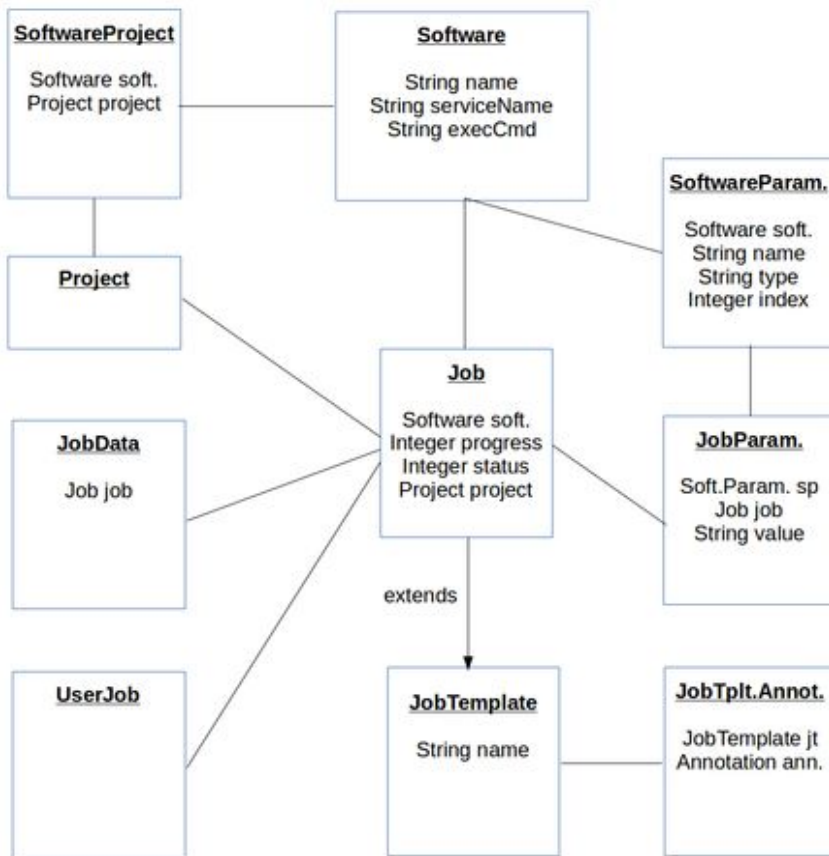 SoftwareProject
Software soft.
Project project
Software
String name
String serviceName
String execCmd
SoftwareParam.
Software soft.
String name
String type
Integer index
Project
Job
Software soft.
Integer progress
Integer status
Project project
JobData
Job job
JobParam.
Soft.Param. sp
Job job
String value
extends
UserJob
JobTemplate
String name
JobTplt.Annot.
JobTemplate jt
Annotation ann.